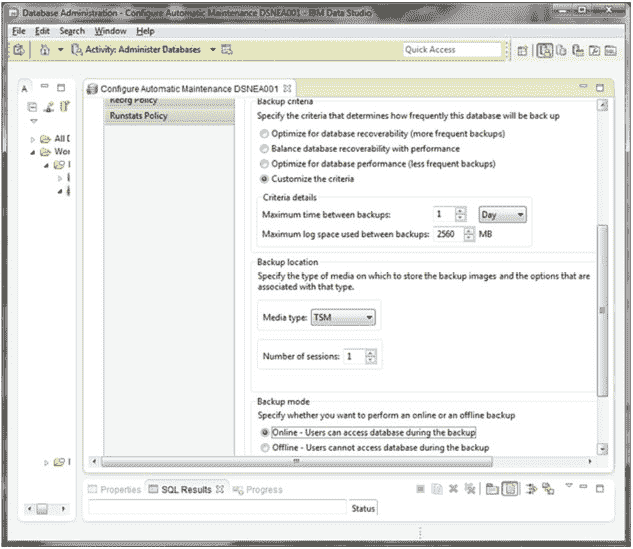 Database Administration - Configure Automatic Maintenance DSNEA001 - IBM Data Studio
File Edit Search Window Help
Activity: Administer Databases
Quick Access
A
Configure Automatic Maintenance DSNEA001
Reorg Policy
Runstats Policy
Backup criteria
Specify the criteria that determines how frequently this database will be back up
Optimize for database recoverability (more frequent backups)
Balance database recoverability with performance
Optimize for database performance (less frequent backups)
Customize the criteria
Criteria details
Maximum time between backups: 1 Day
Maximum log space used between backups: 2560 MB
All D
Wor
Backup location
Specify the type of media on which to store the backup images and the options that are
associated with that type.
Media type: TSM
Number of sessions: 1
Backup mode
Specify whether you want to perform an online or an offline backup
Online - Users can access database during the backup
Offline - Users cannot access database during the backup
Properties SQL Results Progress
Status